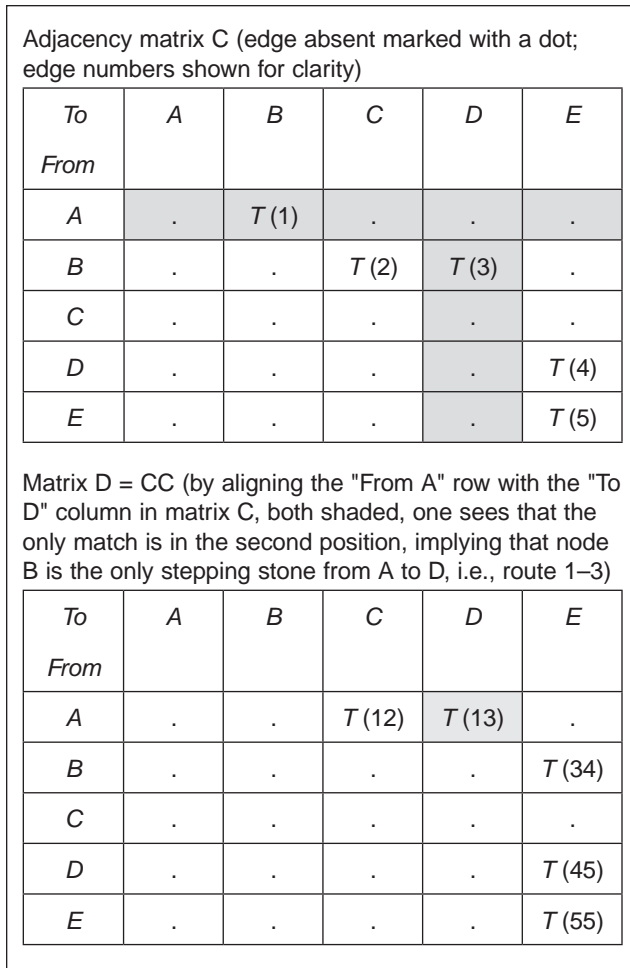 Adjacency matrix C (edge absent marked with a dot;
edge numbers shown for clarity)
To A B C D E
From
A . T (1) . . .
B . . T (2) T (3) .
C . . . . .
D . . . . T (4)
E . . . . T (5)
Matrix D = CC (by aligning the "From A" row with the "To
D" column in matrix C, both shaded, one sees that the
only match is in the second position, implying that node
B is the only stepping stone from A to D, i.e., route 1–3)
To A B C D E
From
A . . T (12) T (13) .
B . . . . T (34)
C . . . . .
D . . . . T (45)
E . . . . T (55)